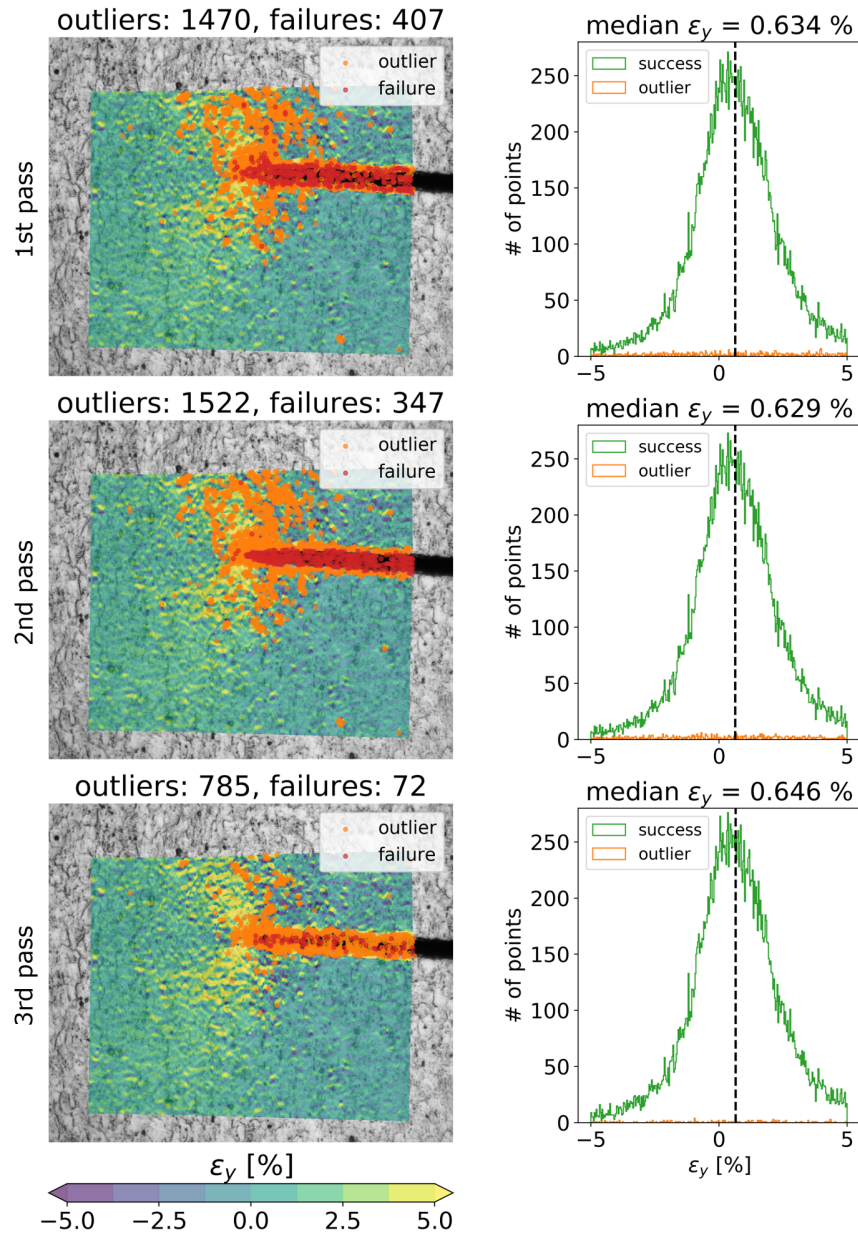 outliers: 1470, failures: 407
outlier
failure
1st pass
median ε_y = 0.634 %
success
outlier
# of points
250
200
150
100
50
0
−5 0 5
outliers: 1522, failures: 347
outlier
failure
2nd pass
median ε_y = 0.629 %
success
outlier
# of points
250
200
150
100
50
0
−5 0 5
outliers: 785, failures: 72
outlier
failure
3rd pass
median ε_y = 0.646 %
success
outlier
# of points
250
200
150
100
50
0
−5 0 5
ε_y [%]
ε_y [%]
−5.0 −2.5 0.0 2.5 5.0